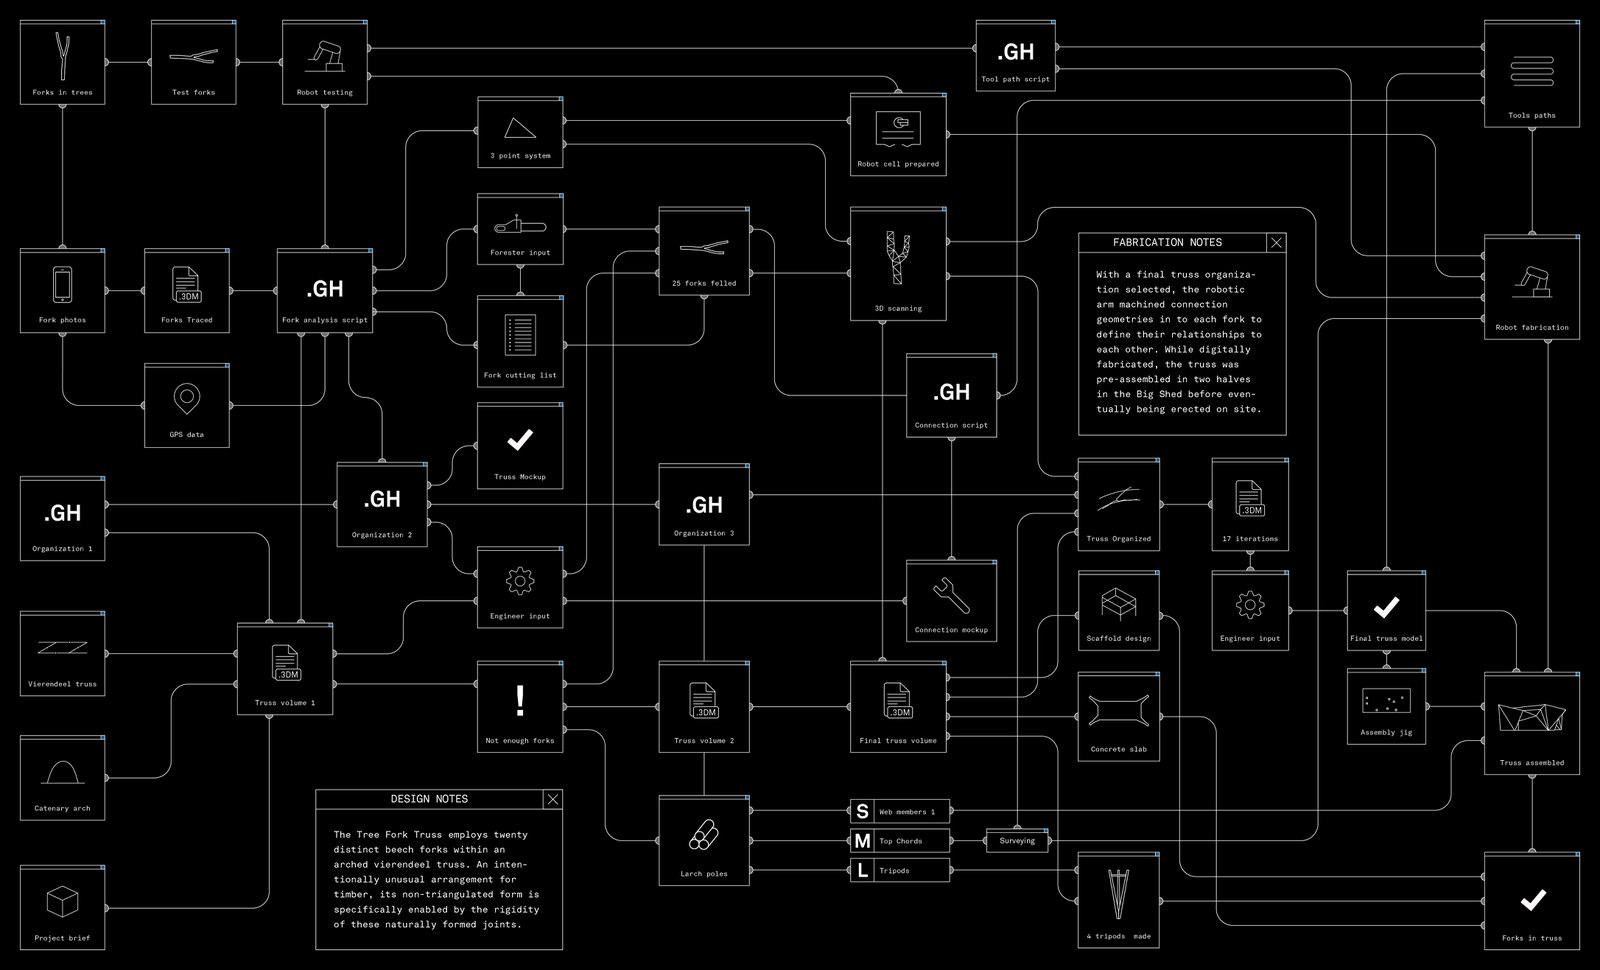 Forks in trees
Test forks
Robot testing
.GH
Tool path script
Tools paths
3 point system
Robot cell prepared
Forester input
25 forks felled
3D scanning
FABRICATION NOTES
With a final truss organiza-
tion selected, the robotic
arm machined connection
geometries in to each fork to
define their relationships to
each other. While digitally
fabricated, the truss was
pre-assembled in two halves
in the Big Shed before even-
tually being erected on site.
Robot fabrication
Fork photos
.3DM
Forks Traced
.GH
Fork analysis script
Fork cutting list
GPS data
.GH
Connection script
Truss Mockup
.GH
Organization 1
.GH
Organization 2
.GH
Organization 3
Truss Organized
.3DM
17 iterations
Engineer input
Connection mockup
Scaffold design
Engineer input
Final truss model
Vierendeel truss
.3DM
Truss volume 1
Not enough forks
.3DM
Truss volume 2
.3DM
Final truss volume
Concrete slab
Assembly jig
Truss assembled
Catenary arch
DESIGN NOTES
The Tree Fork Truss employs twenty
distinct beech forks within an
arched vierendeel truss. An inten-
tionally unusual arrangement for
timber, its non-triangulated form is
specifically enabled by the rigidity
of these naturally formed joints.
Larch poles
S Web members 1
M Top Chords
L Tripods
Surveying
Project brief
4 tripods made
Forks in truss